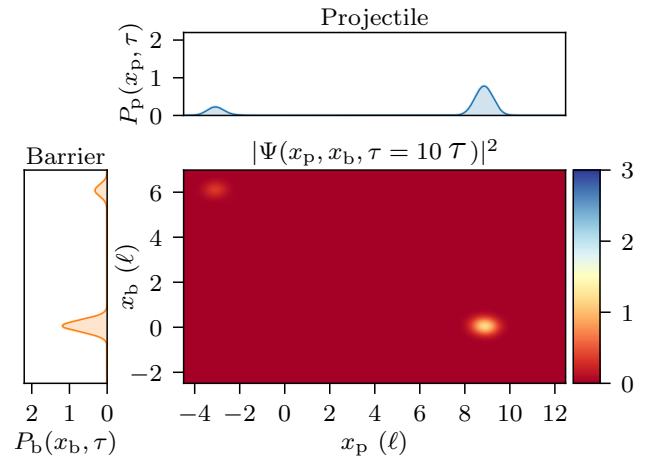 Projectile
P_p(x_p, τ)
2
1
0
Barrier
|Ψ(x_p, x_b, τ = 10 𝒯)|²
x_b (ℓ)
6
4
2
0
−2
3
2
1
0
2 1 0
−4 −2 0 2 4 6 8 10 12
P_b(x_b, τ)
x_p (ℓ)